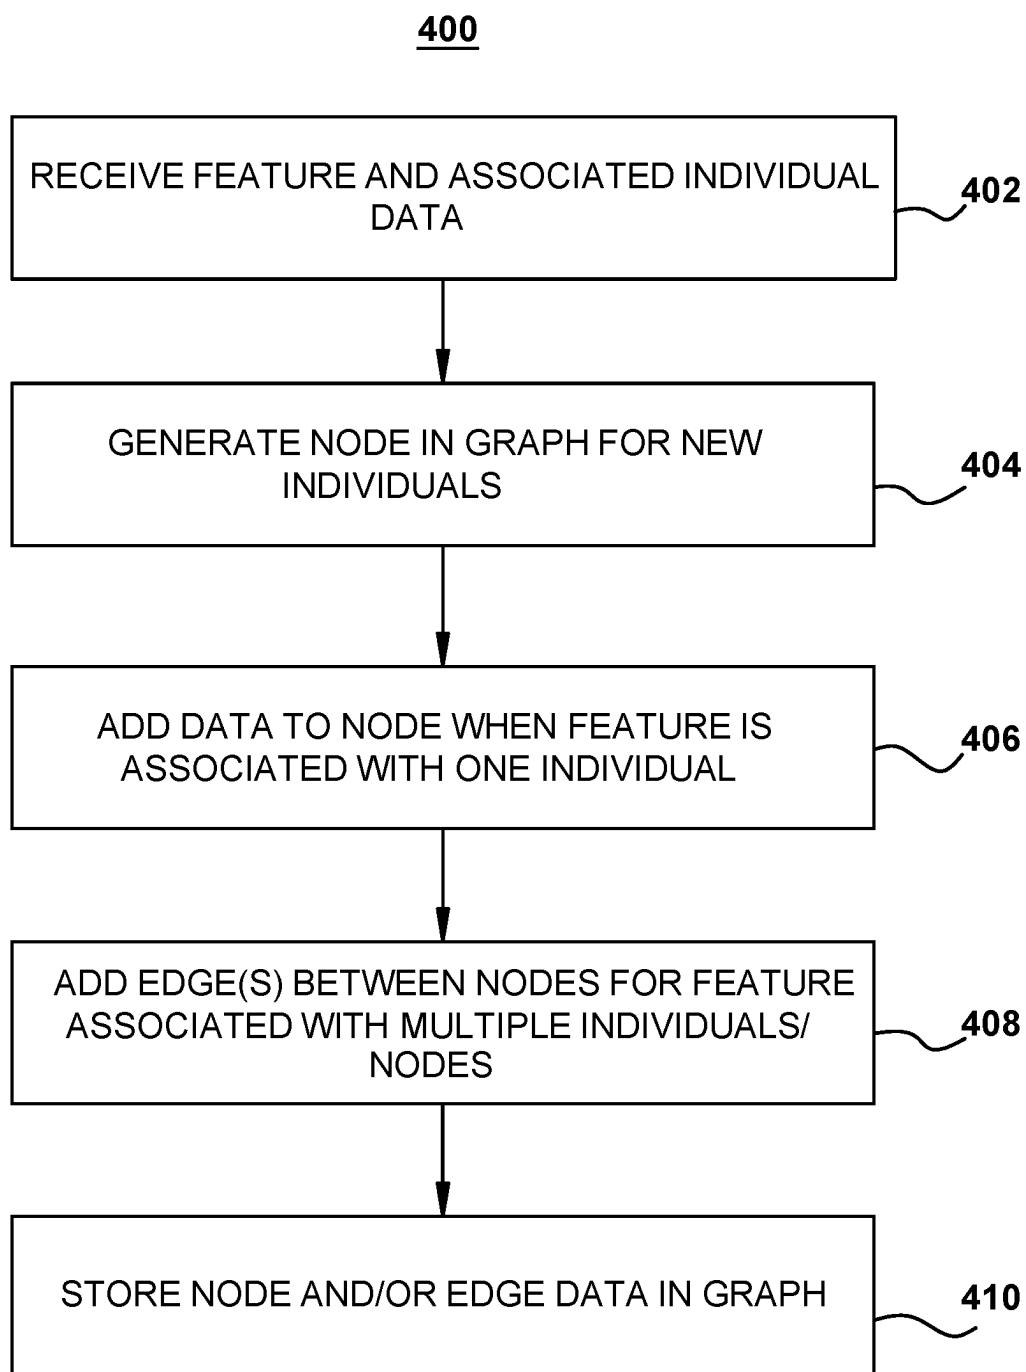 400
RECEIVE FEATURE AND ASSOCIATED INDIVIDUAL
DATA
402
GENERATE NODE IN GRAPH FOR NEW
INDIVIDUALS
404
ADD DATA TO NODE WHEN FEATURE IS
ASSOCIATED WITH ONE INDIVIDUAL
406
ADD EDGE(S) BETWEEN NODES FOR FEATURE
ASSOCIATED WITH MULTIPLE INDIVIDUALS/
NODES
408
STORE NODE AND/OR EDGE DATA IN GRAPH
410